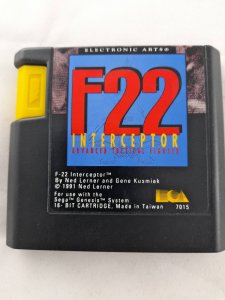 ELECTRONIC ARTS®
F22
INTERCEPTOR
ADVANCED TACTICAL FIGHTER
F-22 Interceptor™
By Ned Lerner and Gene Kusmiak
© 1991 Ned Lerner
For use with the
Sega™ Genesis™ System
16- BIT CARTRIDGE, Made in Taiwan 7015